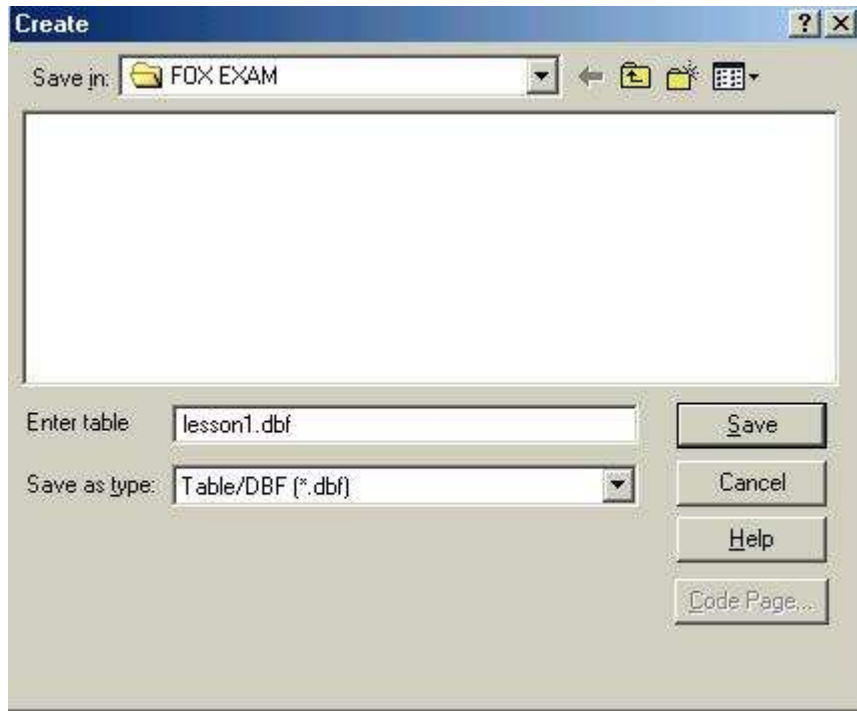 Create
Save in: FOX EXAM
Enter table lesson1.dbf
Save
Save as type: Table/DBF (*.dbf)
Cancel
Help
Code Page...